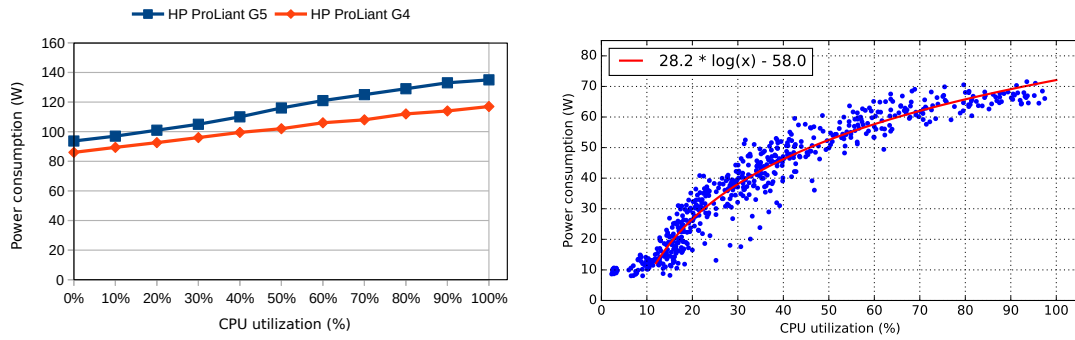 HP ProLiant G5 HP ProLiant G4
Power consumption (W)
160
140
120
100
80
60
40
20
0
0% 10% 20% 30% 40% 50% 60% 70% 80% 90% 100%
CPU utilization (%)
28.2 * log(x) - 58.0
Power consumption (W)
80
70
60
50
40
30
20
10
0
0 10 20 30 40 50 60 70 80 90 100
CPU utilization (%)